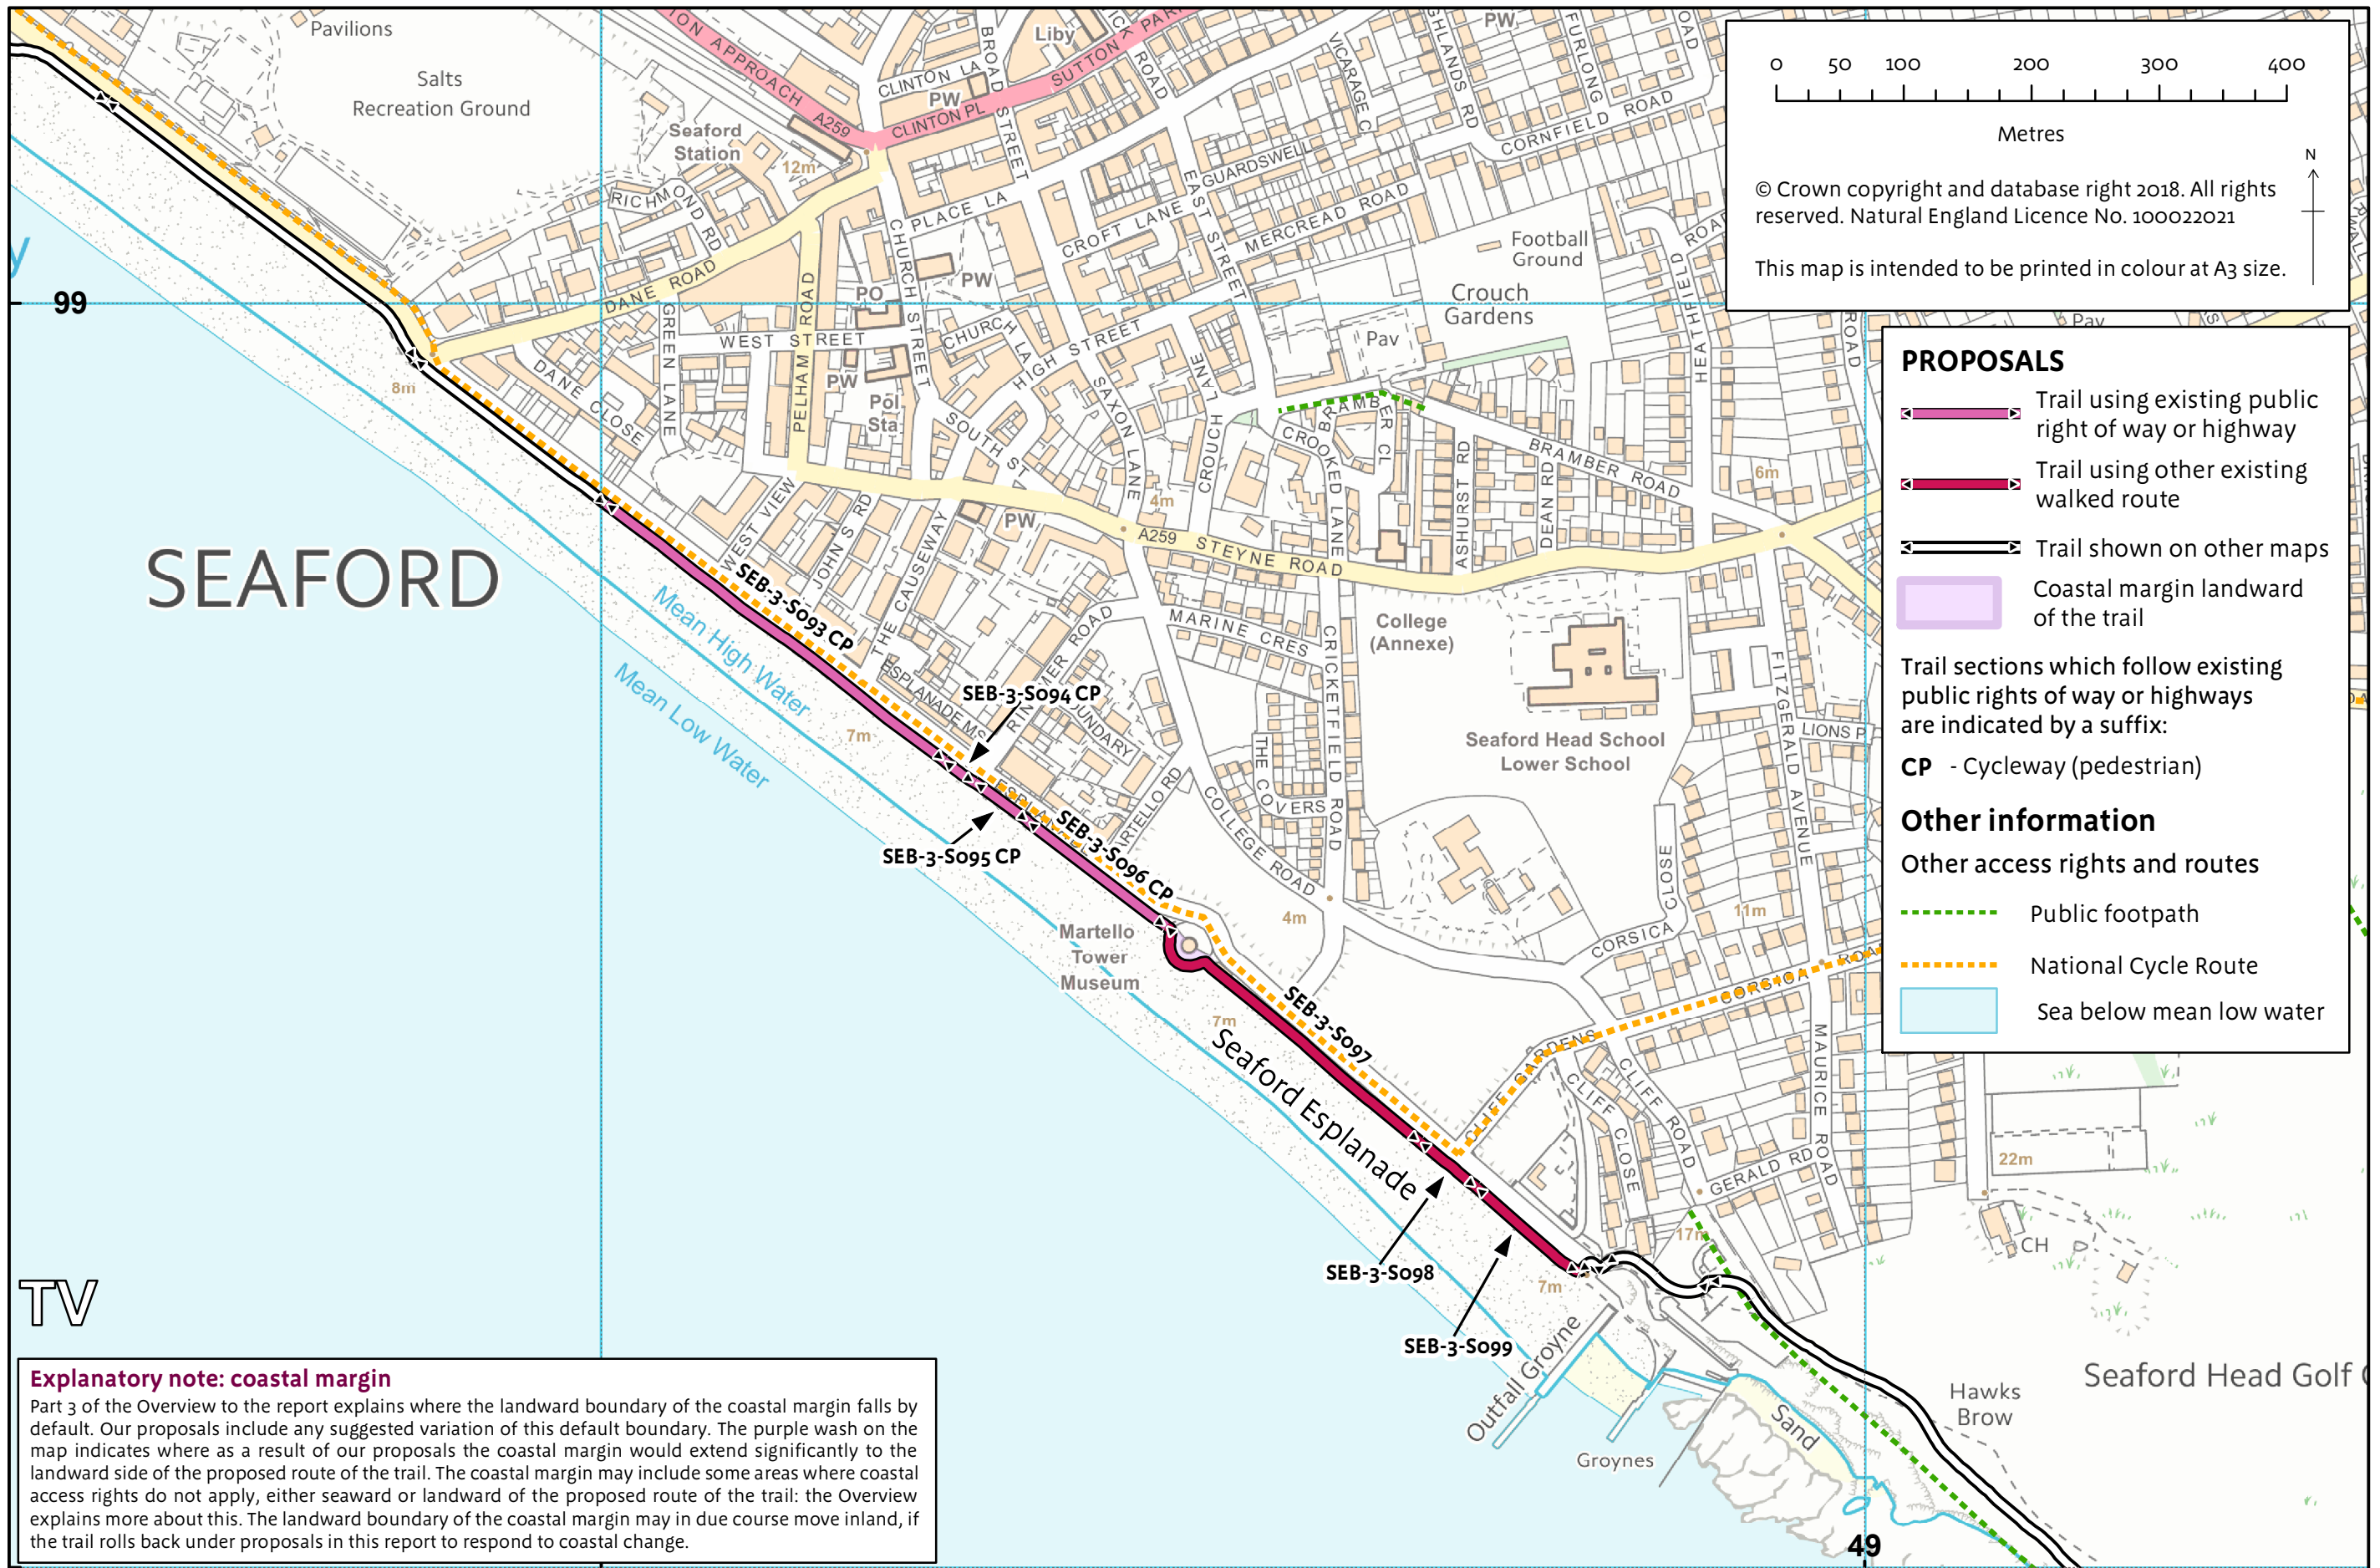 Pavilions
Salts
Recreation Ground
Liby
BROAD STREET
CLINTON LA
PW
SUTTON PAR
ROAD
A259
CLINTON PL
ION APPROACH
Seaford
Station
12m
RICHMOND RD
PLACE LA
CHURCH STREET
DANE ROAD
CROFT LANE
EAST STREET
GUARDSWELL
MERCREAD ROAD
VICARAGE C
GHLANDS RD
PW
FURLONG
ROAD
CORNFIELD ROAD
ROA
HEATHFIELD
ROAD
Football
Ground
Crouch
Gardens
Pav
Pav
0 50 100 200 300 400
Metres
N
© Crown copyright and database right 2018. All rights
reserved. Natural England Licence No. 100022021
This map is intended to be printed in colour at A3 size.
y
99
8m
GREEN LANE
DANE CLOSE
WEST STREET
PELHAM ROAD
PO
PW
PW
Pol
Sta
CHURCH LA
HIGH STREET
SOUTH ST
SAXON LANE
CROUCH LANE
CROOKED LANE
BRAMBER CL
BRAMBER ROAD
ASHURST RD
DEAN RD
6m
4m
A259 STEYNE ROAD
PW
WEST VIEW
JOHN'S RD
THE CAUSEWAY
SEAFORD
SEB-3-S093 CP
Mean High Water
Mean Low Water
7m
ESPLANADE MS
SEB-3-S094 CP
BOUNDARY
MARINE CRES
CRICKETFIELD ROAD
College
(Annexe)
Seaford Head School
Lower School
FITZGERALD AVENUE
LIONS P
THE COVERS
COLLEGE ROAD
SEB-3-S095 CP
SEB-3-S096 CP
Martello
Tower
Museum
4m
11m
CORSICA CLOSE
CORSICA ROA
SEB-3-S097
7m
Seaford Esplanade
CLIFF GARDENS
CLIFF CLOSE
CLIFF ROAD
MAURICE ROAD
GERALD RD
22m
CH
17m
SEB-3-S098
7m
SEB-3-S099
Outfall Groyne
Groynes
Sand
Hawks
Brow
Seaford Head Golf
49
TV
PROPOSALS
Trail using existing public
right of way or highway
Trail using other existing
walked route
Trail shown on other maps
Coastal margin landward
of the trail
Trail sections which follow existing
public rights of way or highways
are indicated by a suffix:
CP - Cycleway (pedestrian)
Other information
Other access rights and routes
Public footpath
National Cycle Route
Sea below mean low water
Explanatory note: coastal margin
Part 3 of the Overview to the report explains where the landward boundary of the coastal margin falls by
default. Our proposals include any suggested variation of this default boundary. The purple wash on the
map indicates where as a result of our proposals the coastal margin would extend significantly to the
landward side of the proposed route of the trail. The coastal margin may include some areas where coastal
access rights do not apply, either seaward or landward of the proposed route of the trail: the Overview
explains more about this. The landward boundary of the coastal margin may in due course move inland, if
the trail rolls back under proposals in this report to respond to coastal change.